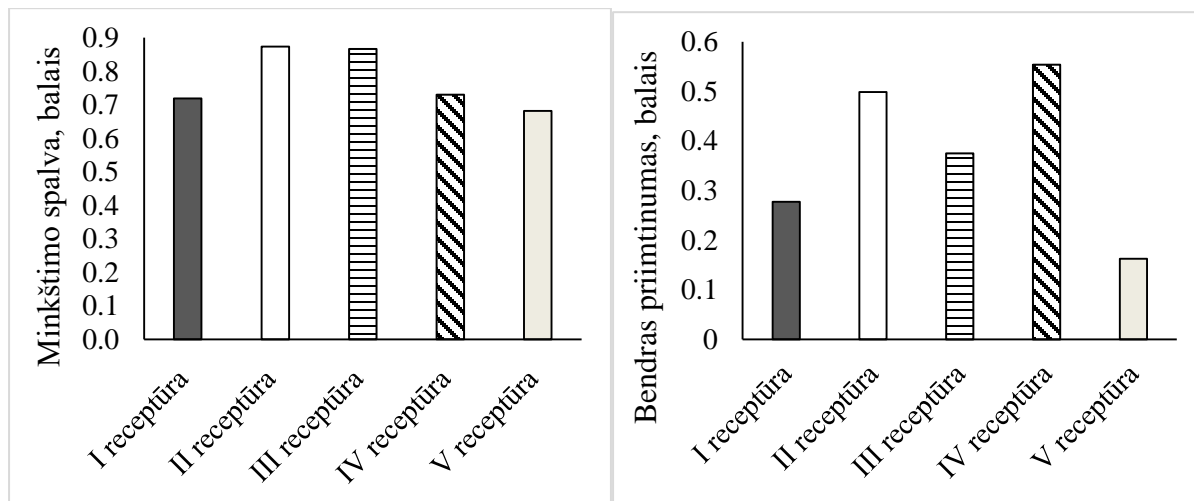 Minkštimo spalva, balais
0.9
0.8
0.7
0.6
0.5
0.4
0.3
0.2
0.1
0.0
I receptūra
II receptūra
III receptūra
IV receptūra
V receptūra
Bendras priimtinumas, balais
0.6
0.5
0.4
0.3
0.2
0.1
0
I receptūra
II receptūra
III receptūra
IV receptūra
V receptūra